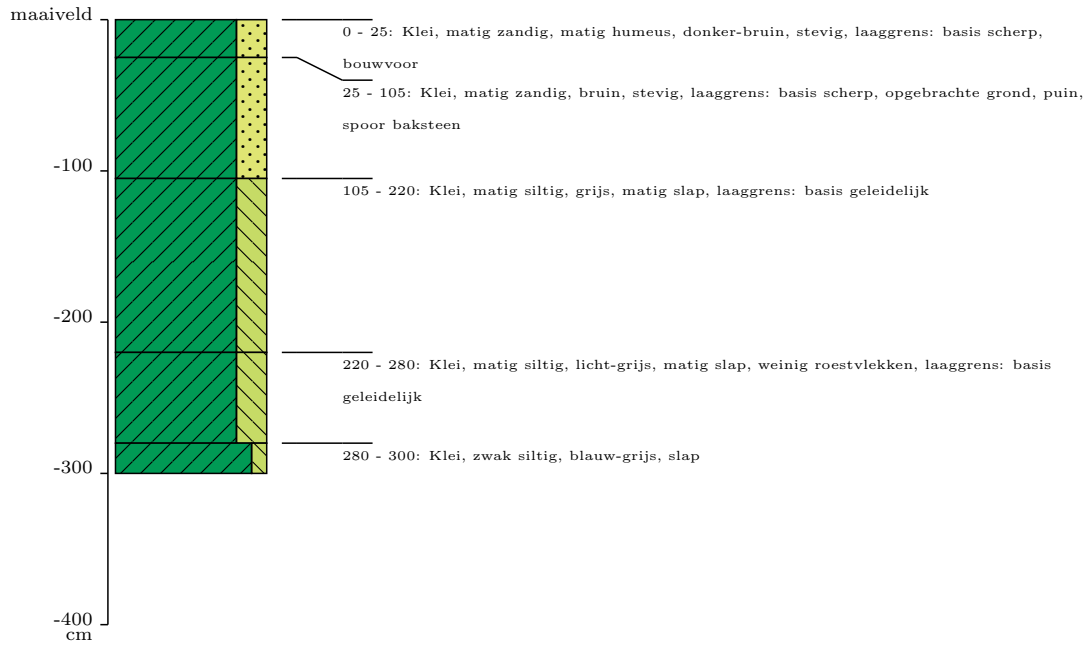 maaiveld
0 - 25: Klei, matig zandig, matig humeus, donker-bruin, stevig, laaggrens: basis scherp,
bouwvoor
25 - 105: Klei, matig zandig, bruin, stevig, laaggrens: basis scherp, opgebrachte grond, puin,
spoor baksteen
-100
105 - 220: Klei, matig siltig, grijs, matig slap, laaggrens: basis geleidelijk
-200
220 - 280: Klei, matig siltig, licht-grijs, matig slap, weinig roestvlekken, laaggrens: basis
geleidelijk
280 - 300: Klei, zwak siltig, blauw-grijs, slap
-300
-400
cm